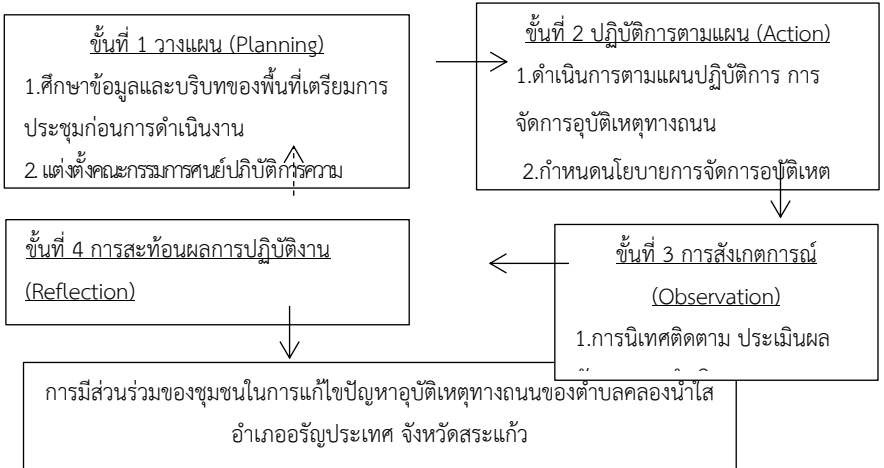 ขั้นที่ 1 วางแผน (Planning)
1.ศึกษาข้อมูลและบริบทของพื้นที่เตรียมการ
ประชุมก่อนการดำเนินงาน
2. แต่งตั้งคณะกรรมการศูนย์ปฏิบัติการความ
ขั้นที่ 2 ปฏิบัติการตามแผน (Action)
1.ดำเนินการตามแผนปฏิบัติการ การ
จัดการอุบัติเหตุทางถนน
2.กำหนดนโยบายการจัดการอุบัติเหตุ
ขั้นที่ 3 การสังเกตการณ์
(Observation)
1.การนิเทศติดตาม ประเมินผล
ขั้นที่ 4 การสะท้อนผลการปฏิบัติงาน
(Reflection)
การมีส่วนร่วมของชุมชนในการแก้ไขปัญหาอุบัติเหตุทางถนนของตำบลคลองน้ำใส
อำเภออรัญประเทศ จังหวัดสระแก้ว